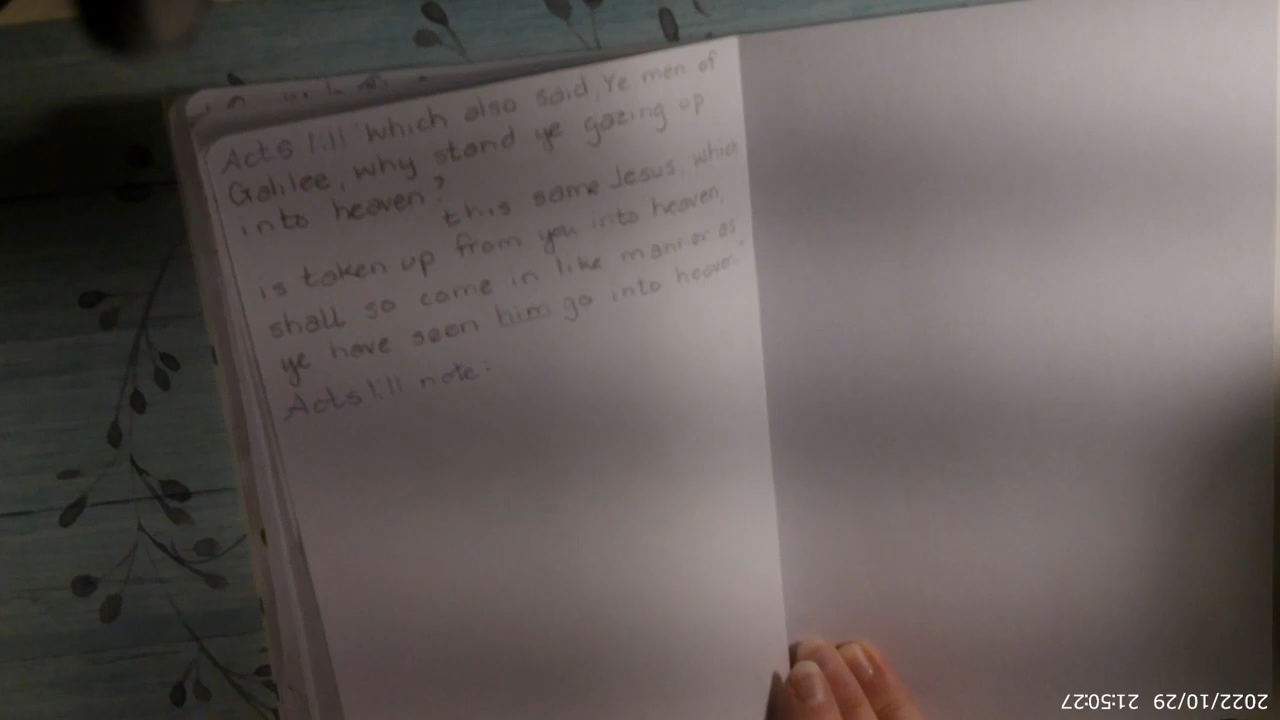 Acts 1:11 Which also said, Ye men of
Galilee, why stand ye gazing up
into heaven?
this same Jesus, which
is taken up from you into heaven,
shall so come in like manner as
ye have seen him go into heaven.
Acts 1:11 note:
2022/10/29 21:50:27